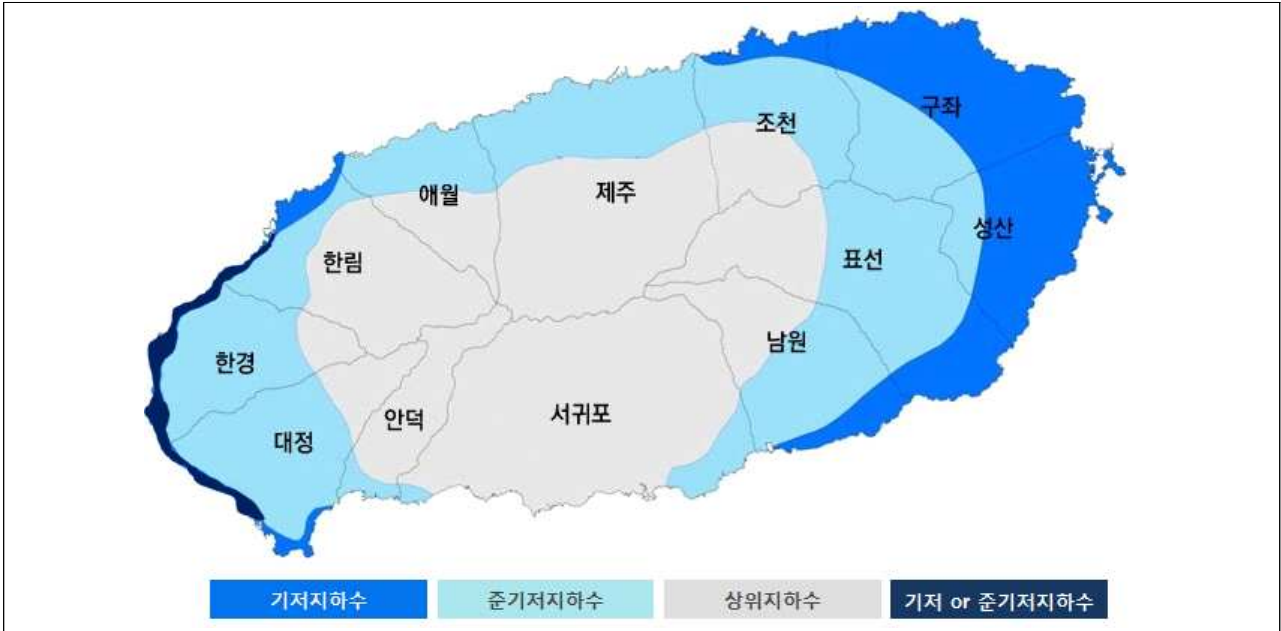 구좌
조천
애월
제주
성산
한림
표선
남원
한경
서귀포
안덕
대정
기저지하수
준기저지하수
상위지하수
기저 or 준기저지하수